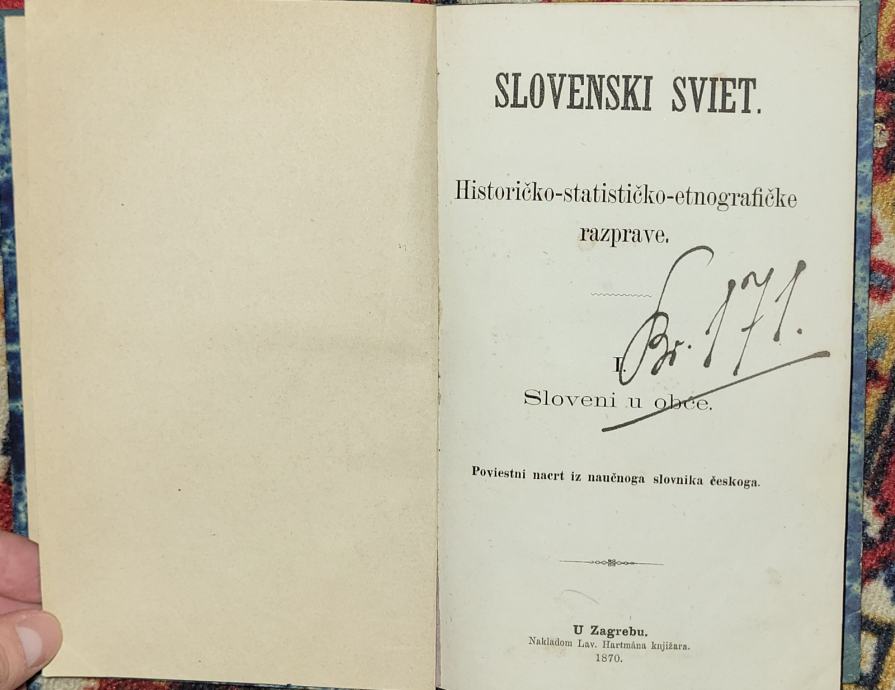 SLOVENSKI SVIET.
Historičko-statističko-etnografičke
razprave.
Br. 171.
I.
Sloveni u obće.
Poviestni nacrt iz naučnoga slovnika českoga.
U Zagrebu.
Nakladom Lav. Hartmána knjižara.
1870.